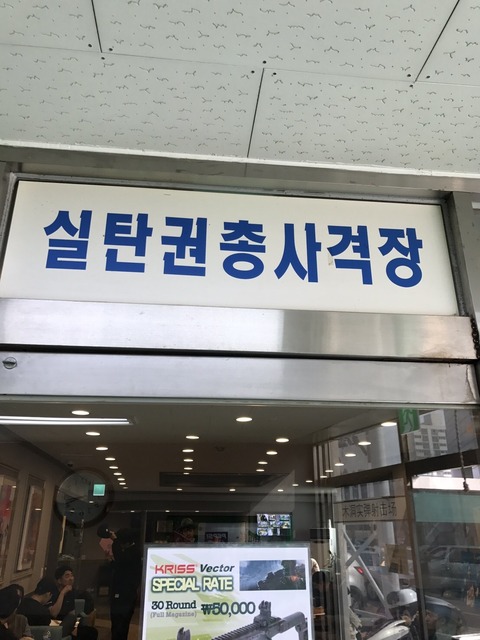 실탄권총사격장
KRISS Vector
SPECIAL RATE
30 Round ₩50,000
(Full Magazine)